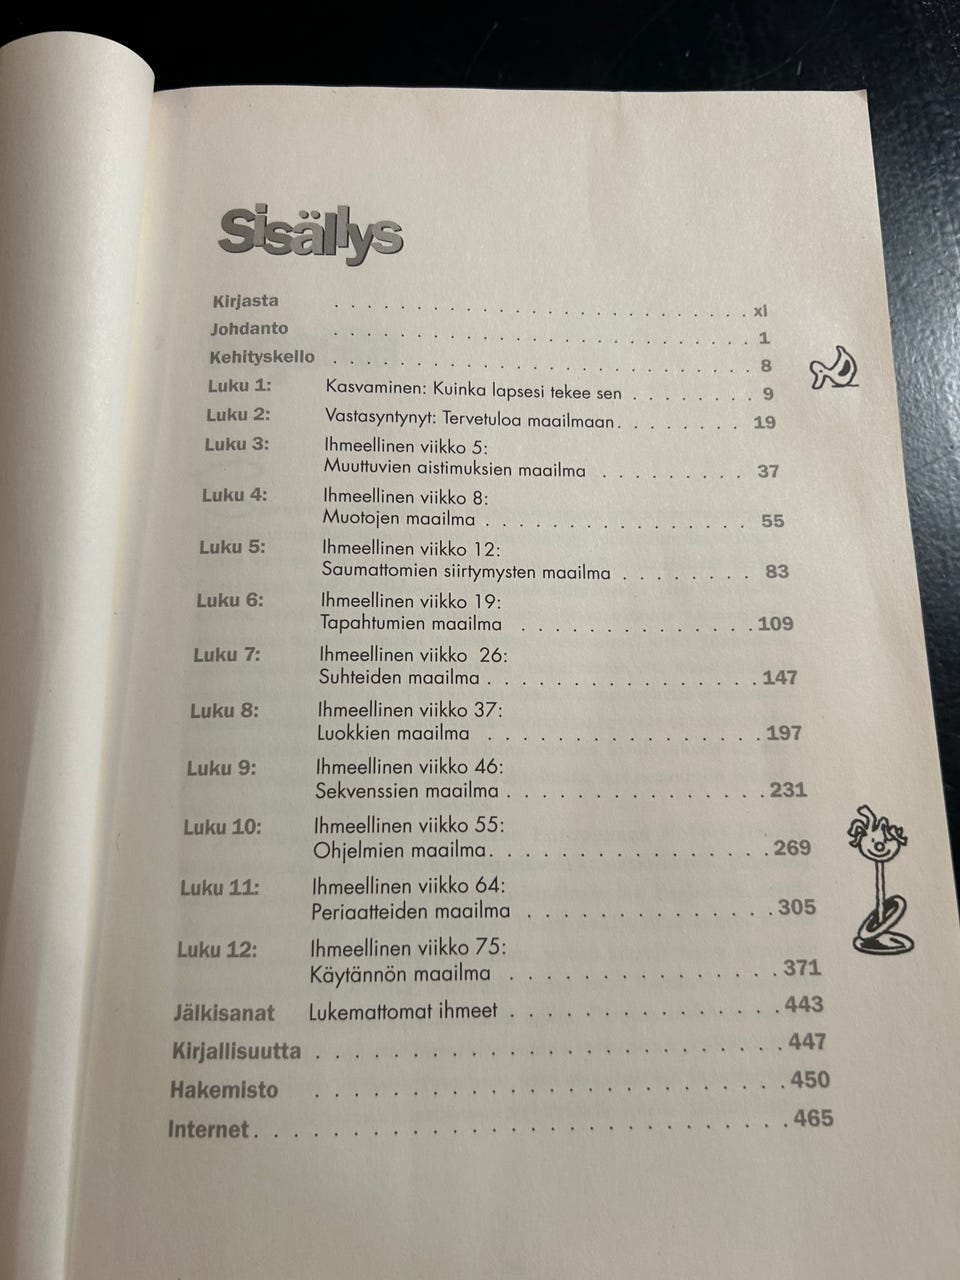 Sisällys
Kirjasta . . . . . . . . . . . . . . . . . . . . . . . . . . xi
Johdanto . . . . . . . . . . . . . . . . . . . . . . . . . . 1
Kehityskello . . . . . . . . . . . . . . . . . . . . . . . . . . 8
Luku 1: Kasvaminen: Kuinka lapsesi tekee sen . . . . . . . . 9
Luku 2: Vastasyntynyt: Tervetuloa maailmaan. . . . . . . . 19
Luku 3: Ihmeellinen viikko 5:
Muuttuvien aistimuksien maailma . . . . . . . . 37
Luku 4: Ihmeellinen viikko 8:
Muotojen maailma . . . . . . . . . . . . . . 55
Luku 5: Ihmeellinen viikko 12:
Saumattomien siirtymysten maailma . . . . . . . . 83
Luku 6: Ihmeellinen viikko 19:
Tapahtumien maailma . . . . . . . . . . . . . 109
Luku 7: Ihmeellinen viikko 26:
Suhteiden maailma . . . . . . . . . . . . . . . 147
Luku 8: Ihmeellinen viikko 37:
Luokkien maailma . . . . . . . . . . . . . . . 197
Luku 9: Ihmeellinen viikko 46:
Sekvenssien maailma . . . . . . . . . . . . . . 231
Luku 10: Ihmeellinen viikko 55:
Ohjelmien maailma. . . . . . . . . . . . . . . 269
Luku 11: Ihmeellinen viikko 64:
Periaatteiden maailma . . . . . . . . . . . . . 305
Luku 12: Ihmeellinen viikko 75:
Käytännön maailma . . . . . . . . . . . . . . 371
Jälkisanat Lukemattomat ihmeet . . . . . . . . . . . . . . 443
Kirjallisuutta . . . . . . . . . . . . . . . . . . . . . . 447
Hakemisto . . . . . . . . . . . . . . . . . . . . . . 450
Internet. . . . . . . . . . . . . . . . . . . . . . . . 465